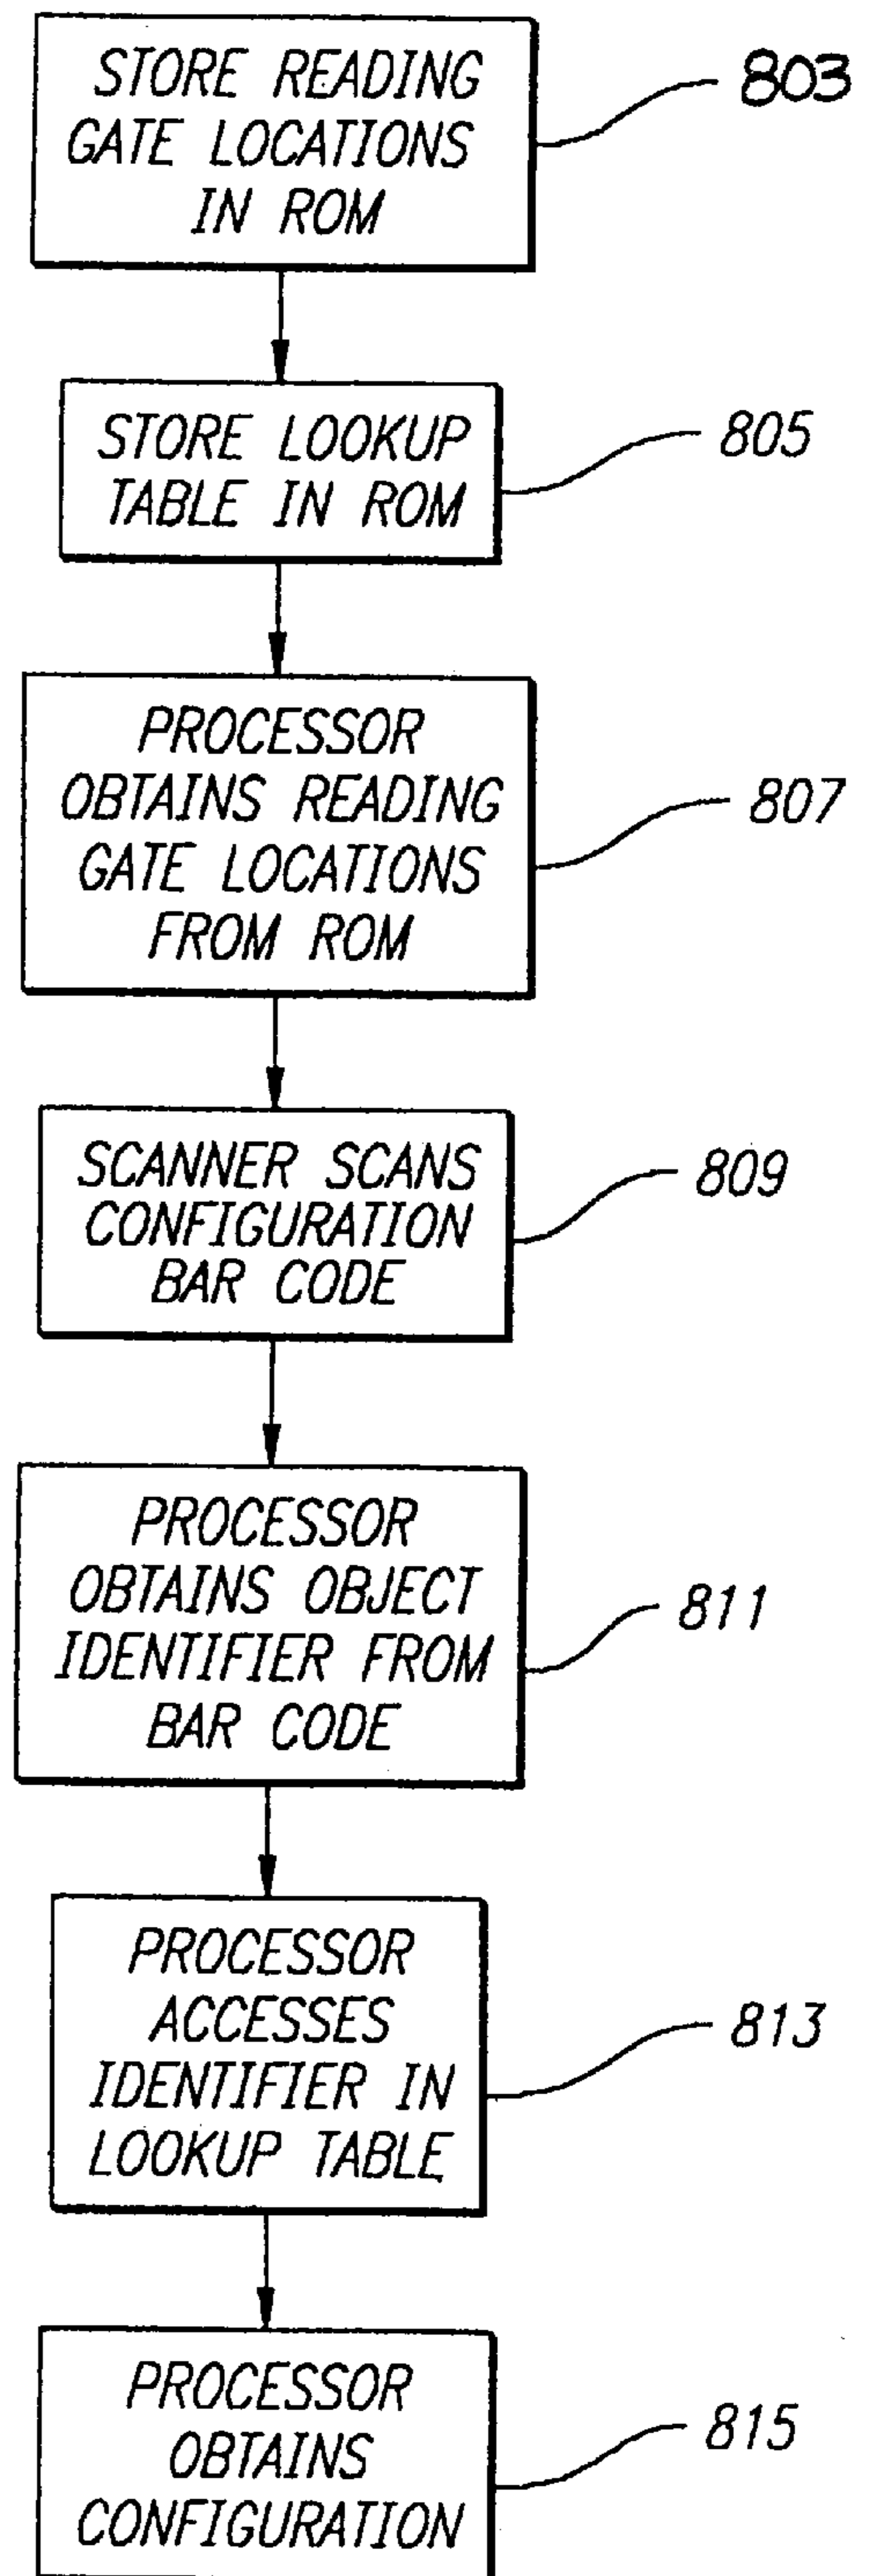 STORE READING
GATE LOCATIONS
IN ROM
803
STORE LOOKUP
TABLE IN ROM
805
PROCESSOR
OBTAINS READING
GATE LOCATIONS
FROM ROM
807
SCANNER SCANS
CONFIGURATION
BAR CODE
809
PROCESSOR
OBTAINS OBJECT
IDENTIFIER FROM
BAR CODE
811
PROCESSOR
ACCESSES
IDENTIFIER IN
LOOKUP TABLE
813
PROCESSOR
OBTAINS
CONFIGURATION
815